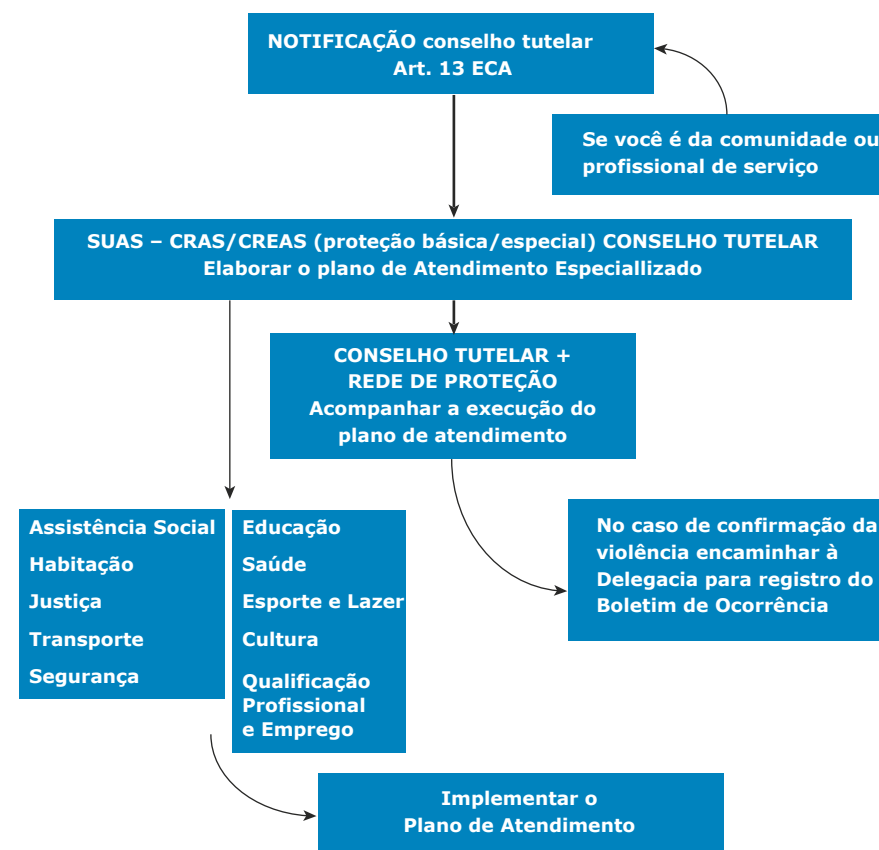 NOTIFICAÇÃO conselho tutelar
Art. 13 ECA
Se você é da comunidade ou
profissional de serviço
SUAS – CRAS/CREAS (proteção básica/especial) CONSELHO TUTELAR
Elaborar o plano de Atendimento Especiallizado
CONSELHO TUTELAR +
REDE DE PROTEÇÃO
Acompanhar a execução do
plano de atendimento
Assistência Social
Habitação
Justiça
Transporte
Segurança
Educação
Saúde
Esporte e Lazer
Cultura
Qualificação
Profissional
e Emprego
No caso de confirmação da
violência encaminhar à
Delegacia para registro do
Boletim de Ocorrência
Implementar o
Plano de Atendimento